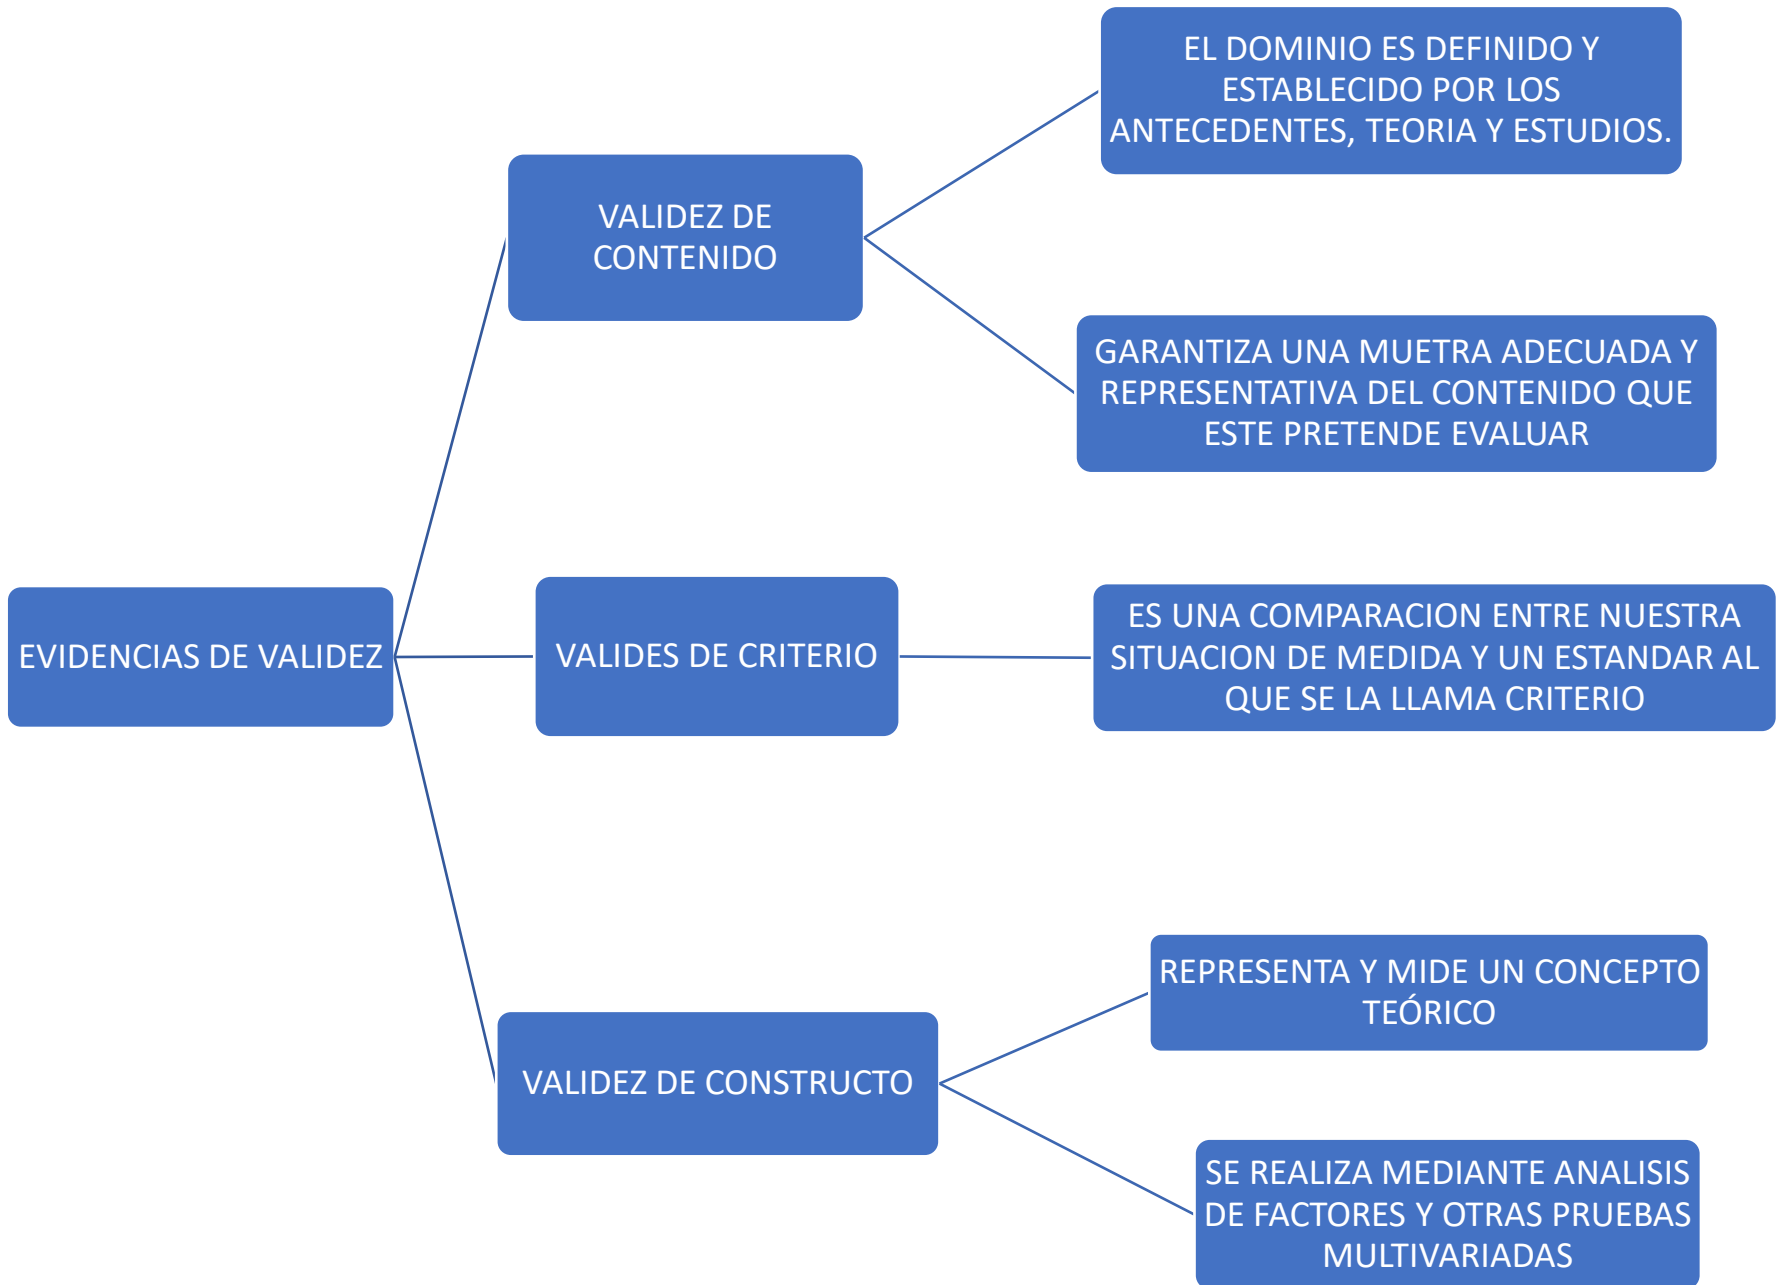 EL DOMINIO ES DEFINIDO Y
ESTABLECIDO POR LOS
ANTECEDENTES, TEORIA Y ESTUDIOS.
VALIDEZ DE
CONTENIDO
GARANTIZA UNA MUETRA ADECUADA Y
REPRESENTATIVA DEL CONTENIDO QUE
ESTE PRETENDE EVALUAR
EVIDENCIAS DE VALIDEZ
VALIDES DE CRITERIO
ES UNA COMPARACION ENTRE NUESTRA
SITUACION DE MEDIDA Y UN ESTANDAR AL
QUE SE LA LLAMA CRITERIO
VALIDEZ DE CONSTRUCTO
REPRESENTA Y MIDE UN CONCEPTO
TEÓRICO
SE REALIZA MEDIANTE ANALISIS
DE FACTORES Y OTRAS PRUEBAS
MULTIVARIADAS